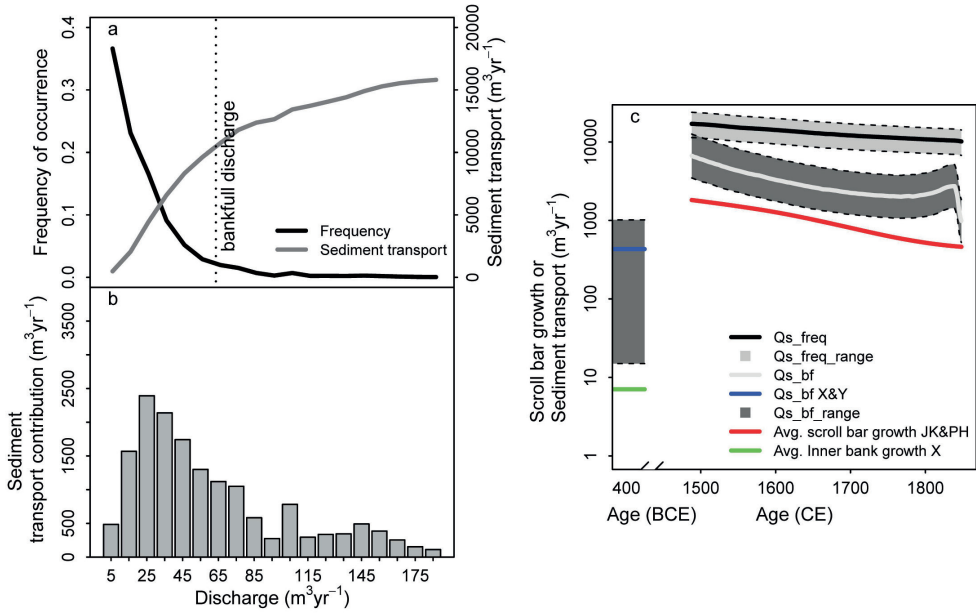 a
Frequency of occurrence
0.0
0.1
0.2
0.3
0.4
bankfull discharge
Frequency
Sediment transport
0
5000
10000
15000
20000
Sediment transport (m³yr⁻¹)
b
Sediment
transport contribution (m³yr⁻¹)
0
500
1500
2500
3500
5 25 45 65 85 115 145 175
Discharge (m³yr⁻¹)
c
Scroll bar growth or
Sediment transport (m³yr⁻¹)
10000
1000
100
10
1
Qs_freq
Qs_freq_range
Qs_bf
Qs_bf X&Y
Qs_bf_range
Avg. scroll bar growth JK&PH
Avg. Inner bank growth X
400 1500 1600 1700 1800
Age (BCE) Age (CE)